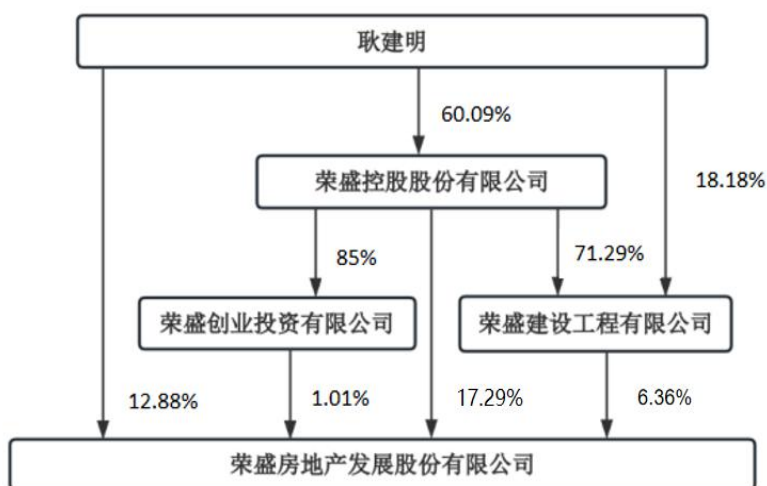 耿建明
60.09%
荣盛控股股份有限公司
18.18%
85%
71.29%
荣盛创业投资有限公司
荣盛建设工程有限公司
12.88%
1.01%
17.29%
6.36%
荣盛房地产发展股份有限公司